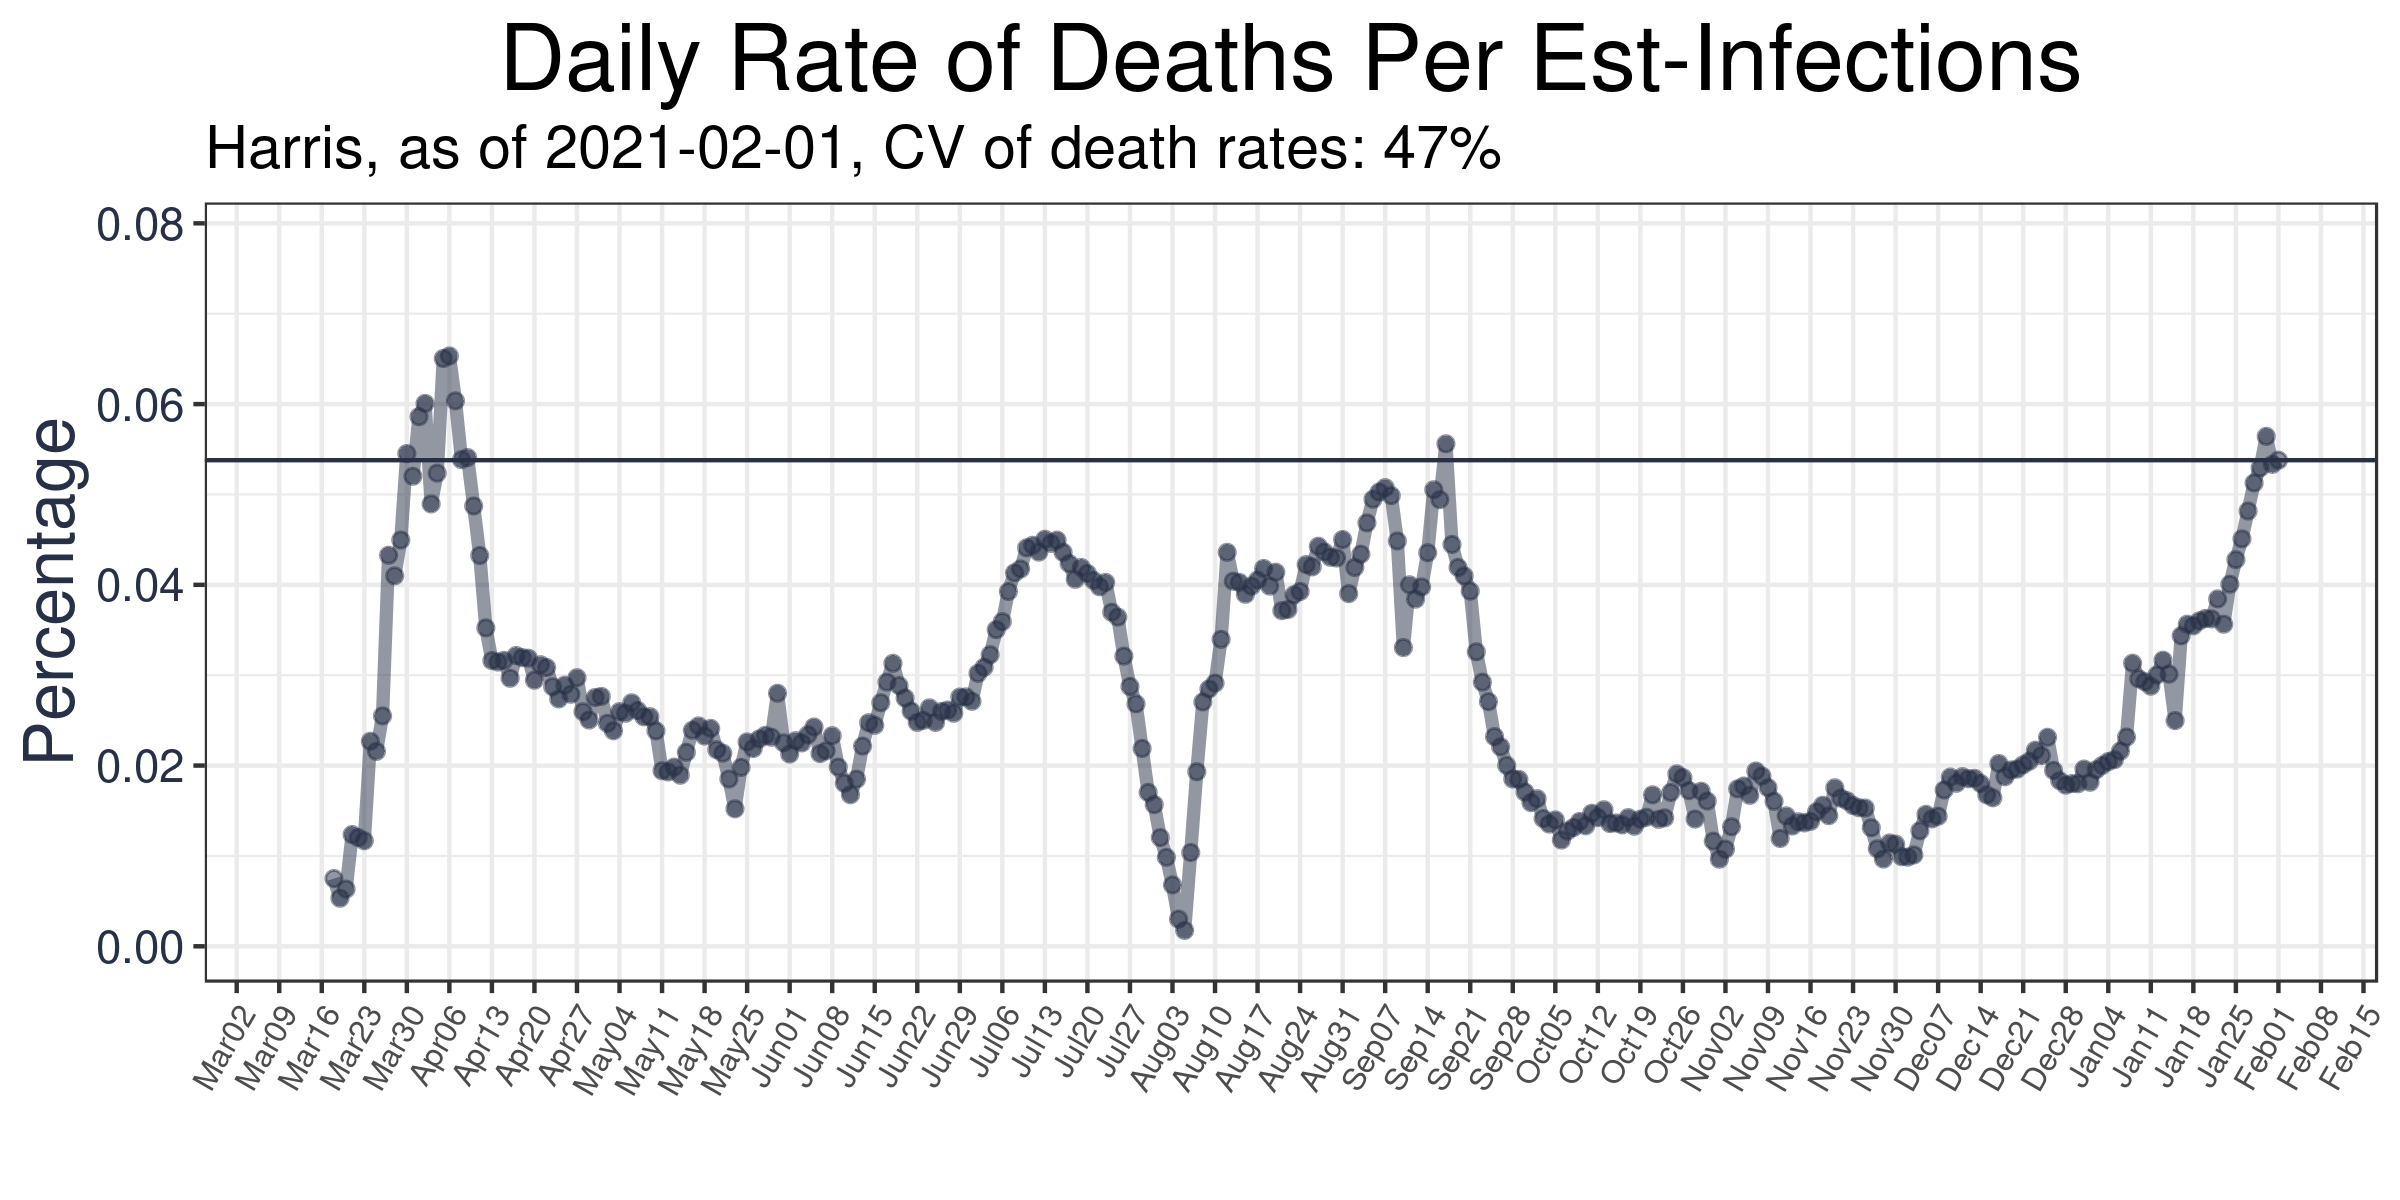 Daily Rate of Deaths Per Est-Infections
Harris, as of 2021-02-01, CV of death rates: 47%
Percentage
0.08
0.06
0.04
0.02
0.00
Mar02
Mar09
Mar16
Mar23
Mar30
Apr06
Apr13
Apr20
Apr27
May04
May11
May18
May25
Jun01
Jun08
Jun15
Jun22
Jun29
Jul06
Jul13
Jul20
Jul27
Aug03
Aug10
Aug17
Aug24
Aug31
Sep07
Sep14
Sep21
Sep28
Oct05
Oct12
Oct19
Oct26
Nov02
Nov09
Nov16
Nov23
Nov30
Dec07
Dec14
Dec21
Dec28
Jan04
Jan11
Jan18
Jan25
Feb01
Feb08
Feb15